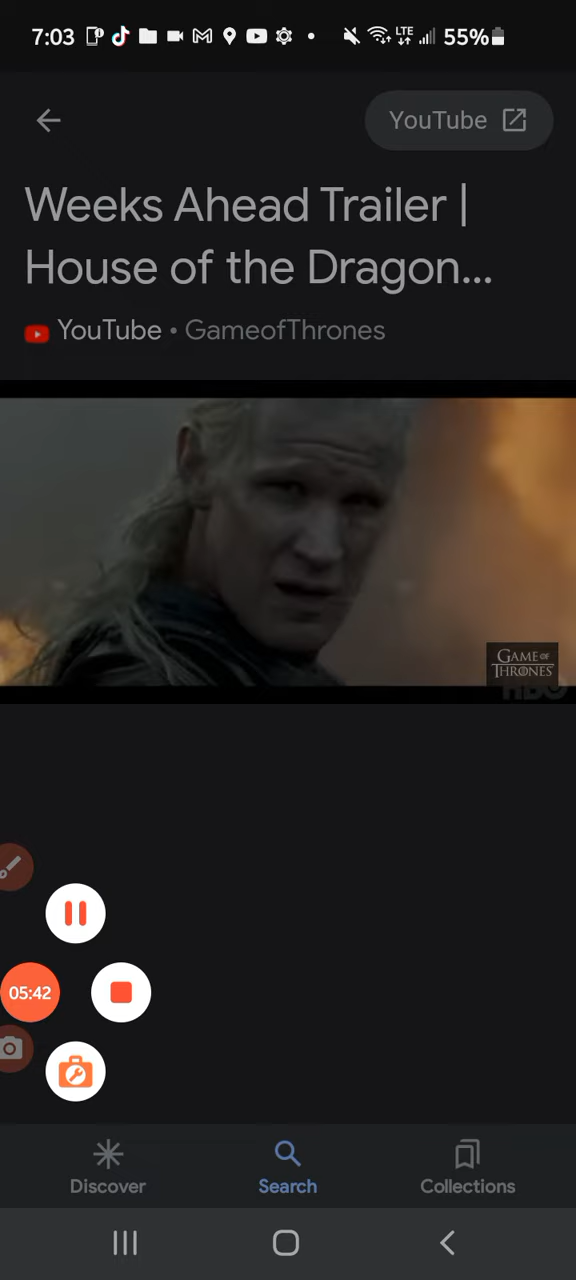 7:03
LTE
55%
YouTube
Weeks Ahead Trailer |
House of the Dragon...
YouTube • GameofThrones
GAME OF
THRONES
HBO
05:42
Discover
Search
Collections